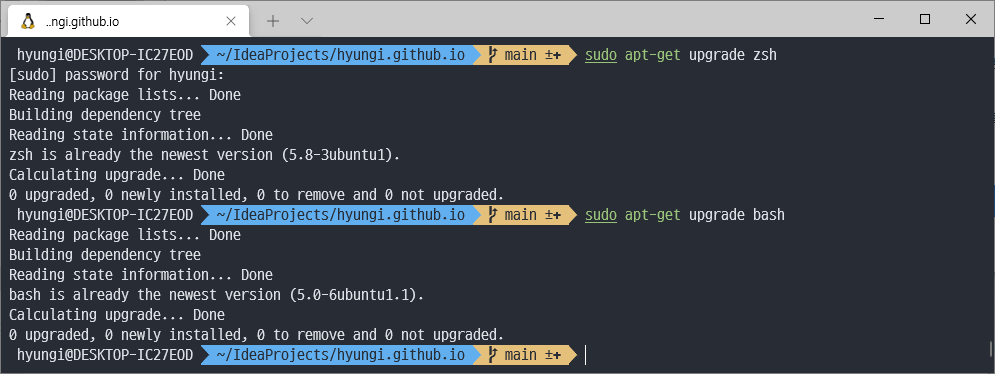 ..ngi.github.io
hyungi@DESKTOP-IC27EOD ~/IdeaProjects/hyungi.github.io main ±+ sudo apt-get upgrade zsh
[sudo] password for hyungi:
Reading package lists... Done
Building dependency tree
Reading state information... Done
zsh is already the newest version (5.8-3ubuntu1).
Calculating upgrade... Done
0 upgraded, 0 newly installed, 0 to remove and 0 not upgraded.
hyungi@DESKTOP-IC27EOD ~/IdeaProjects/hyungi.github.io main ±+ sudo apt-get upgrade bash
Reading package lists... Done
Building dependency tree
Reading state information... Done
bash is already the newest version (5.0-6ubuntu1.1).
Calculating upgrade... Done
0 upgraded, 0 newly installed, 0 to remove and 0 not upgraded.
hyungi@DESKTOP-IC27EOD ~/IdeaProjects/hyungi.github.io main ±+